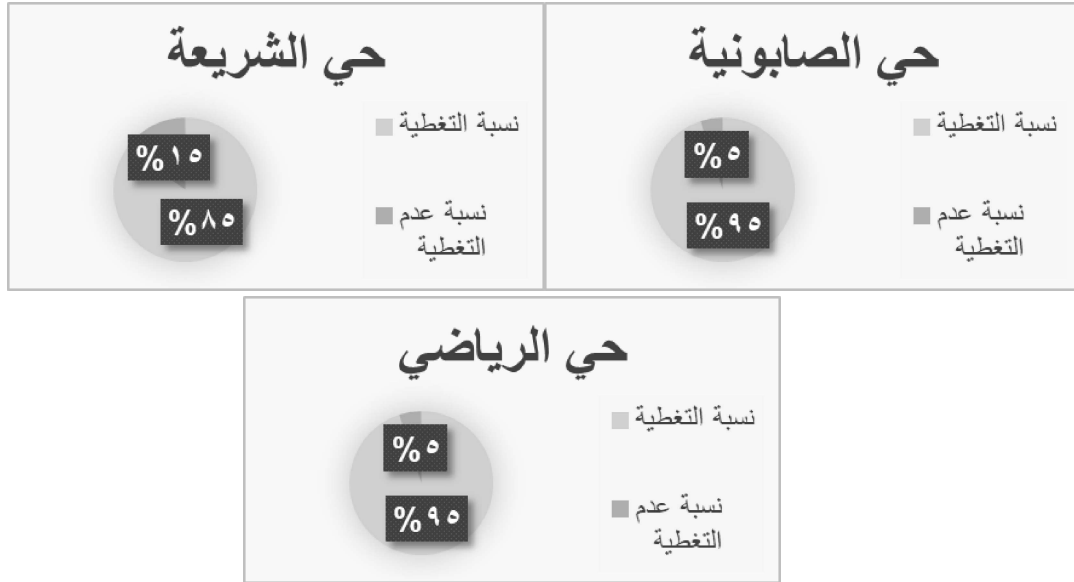 حي الصابونية
نسبة التغطية
نسبة عدم
التغطية
%٥
%٩٥
حي الشريعة
نسبة التغطية
نسبة عدم
التغطية
%١٥
%٨٥
حي الرياضي
نسبة التغطية
نسبة عدم
التغطية
%٥
%٩٥